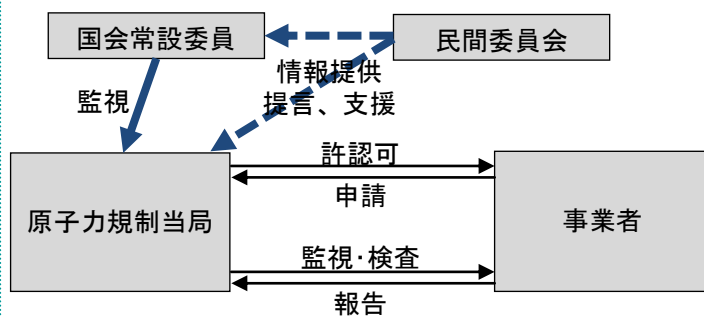 国会常設委員
民間委員会
情報提供
提言、支援
監視
許認可
申請
原子力規制当局
事業者
監視・検査
報告